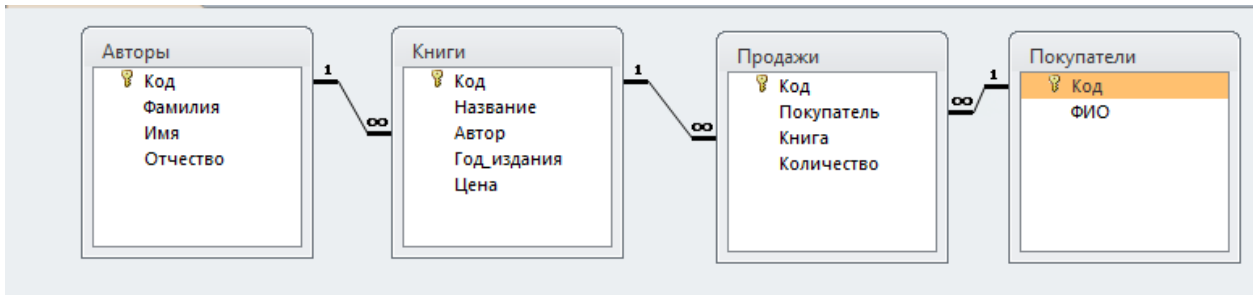 Авторы
Код
Фамилия
Имя
Отчество
1
∞
Книги
Код
Название
Автор
Год_издания
Цена
1
∞
Продажи
Код
Покупатель
Книга
Количество
∞
1
Покупатели
Код
ФИО